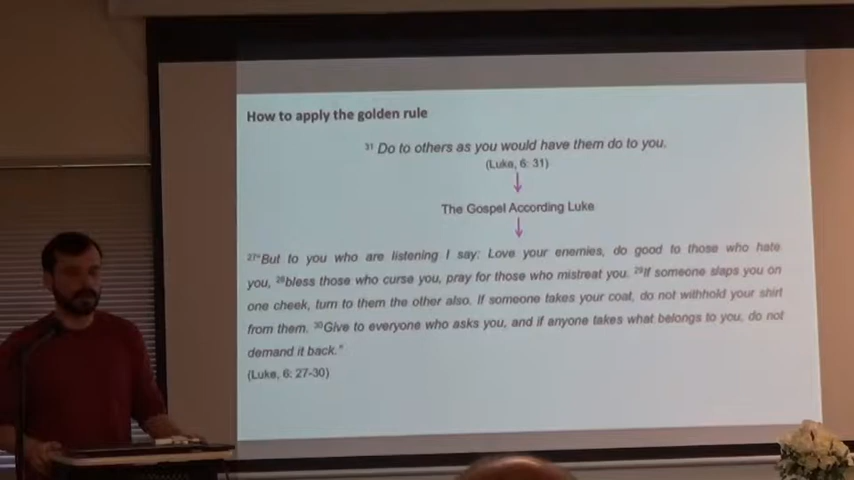 How to apply the golden rule
31 Do to others as you would have them do to you.
(Luke, 6: 31)
The Gospel According Luke
27"But to you who are listening I say: Love your enemies, do good to those who hate
you, 28bless those who curse you, pray for those who mistreat you. 29If someone slaps you on
one cheek, turn to them the other also. If someone takes your coat, do not withhold your shirt
from them. 30Give to everyone who asks you, and if anyone takes what belongs to you, do not
demand it back."
(Luke, 6: 27-30)